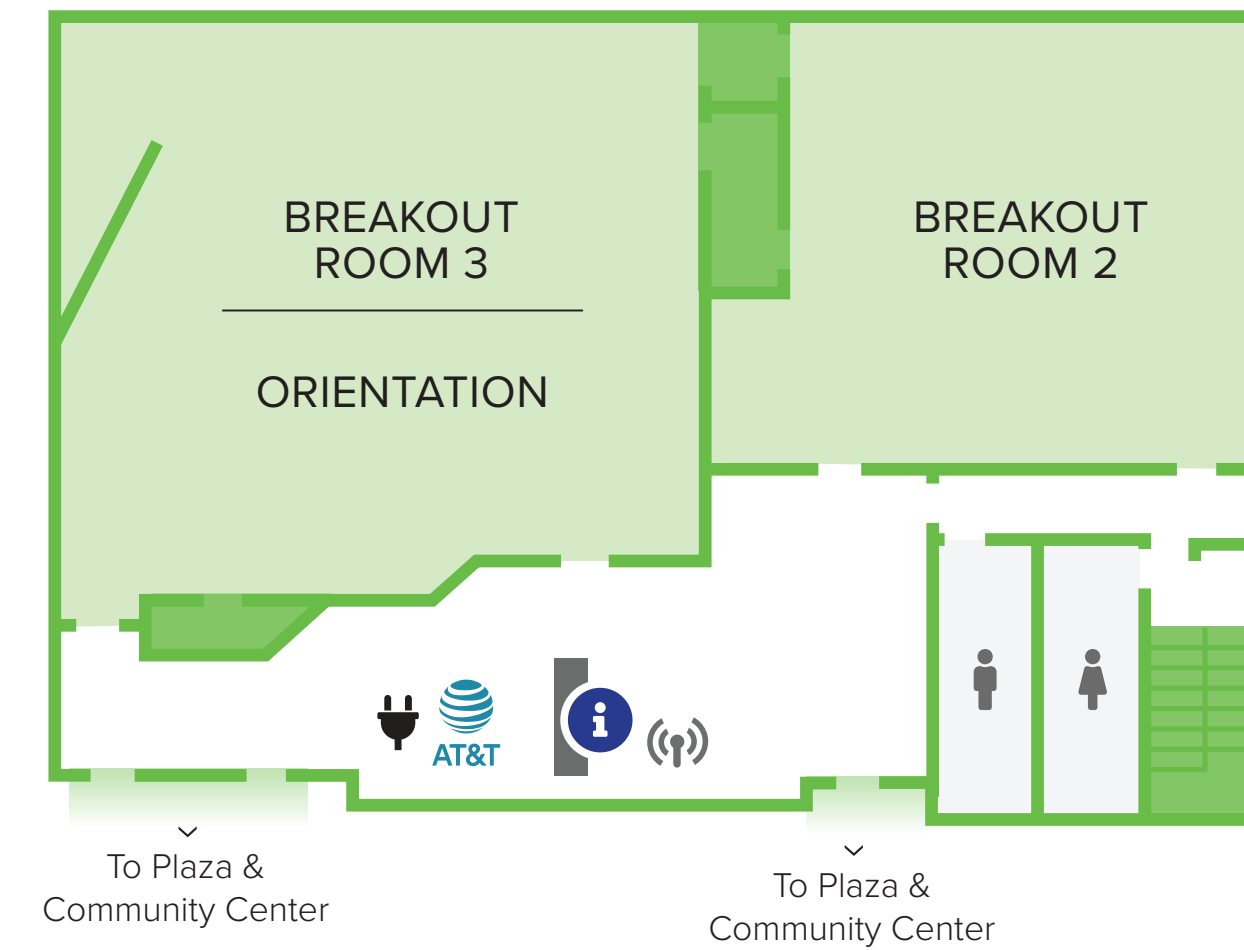 BREAKOUT
ROOM 3
ORIENTATION
BREAKOUT
ROOM 2
i
AT&T
To Plaza &
Community Center
To Plaza &
Community Center